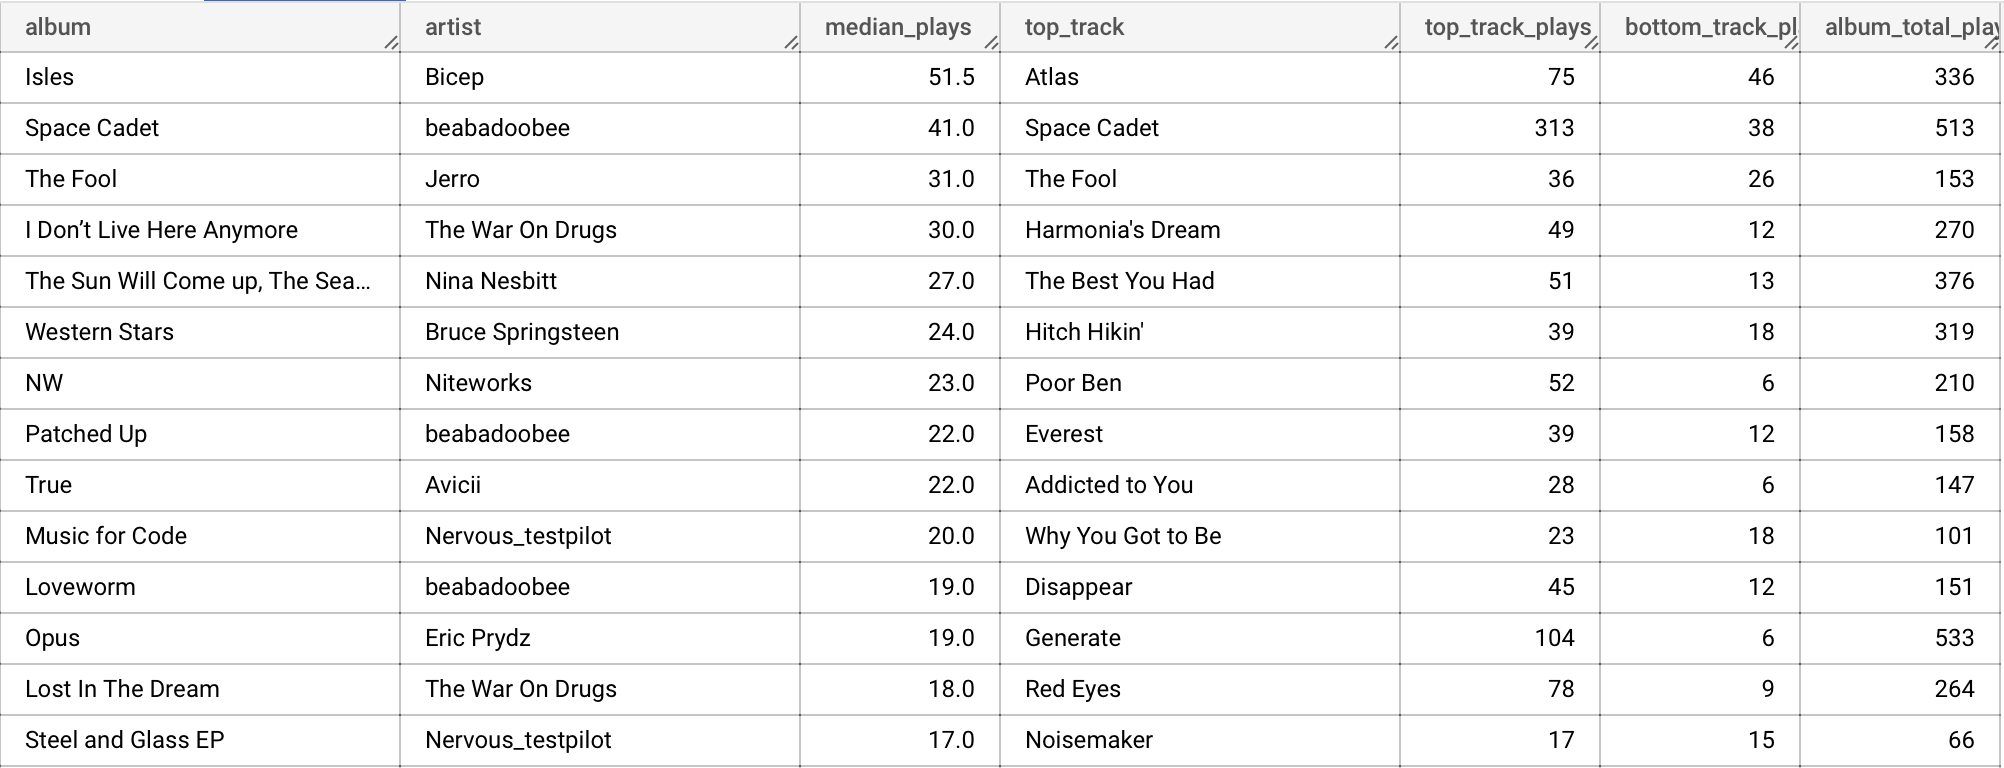 album artist median_plays top_track top_track_plays bottom_track_pl album_total_play
Isles Bicep 51.5 Atlas 75 46 336
Space Cadet beabadoobee 41.0 Space Cadet 313 38 513
The Fool Jerro 31.0 The Fool 36 26 153
I Don’t Live Here Anymore The War On Drugs 30.0 Harmonia's Dream 49 12 270
The Sun Will Come up, The Sea... Nina Nesbitt 27.0 The Best You Had 51 13 376
Western Stars Bruce Springsteen 24.0 Hitch Hikin' 39 18 319
NW Niteworks 23.0 Poor Ben 52 6 210
Patched Up beabadoobee 22.0 Everest 39 12 158
True Avicii 22.0 Addicted to You 28 6 147
Music for Code Nervous_testpilot 20.0 Why You Got to Be 23 18 101
Loveworm beabadoobee 19.0 Disappear 45 12 151
Opus Eric Prydz 19.0 Generate 104 6 533
Lost In The Dream The War On Drugs 18.0 Red Eyes 78 9 264
Steel and Glass EP Nervous_testpilot 17.0 Noisemaker 17 15 66